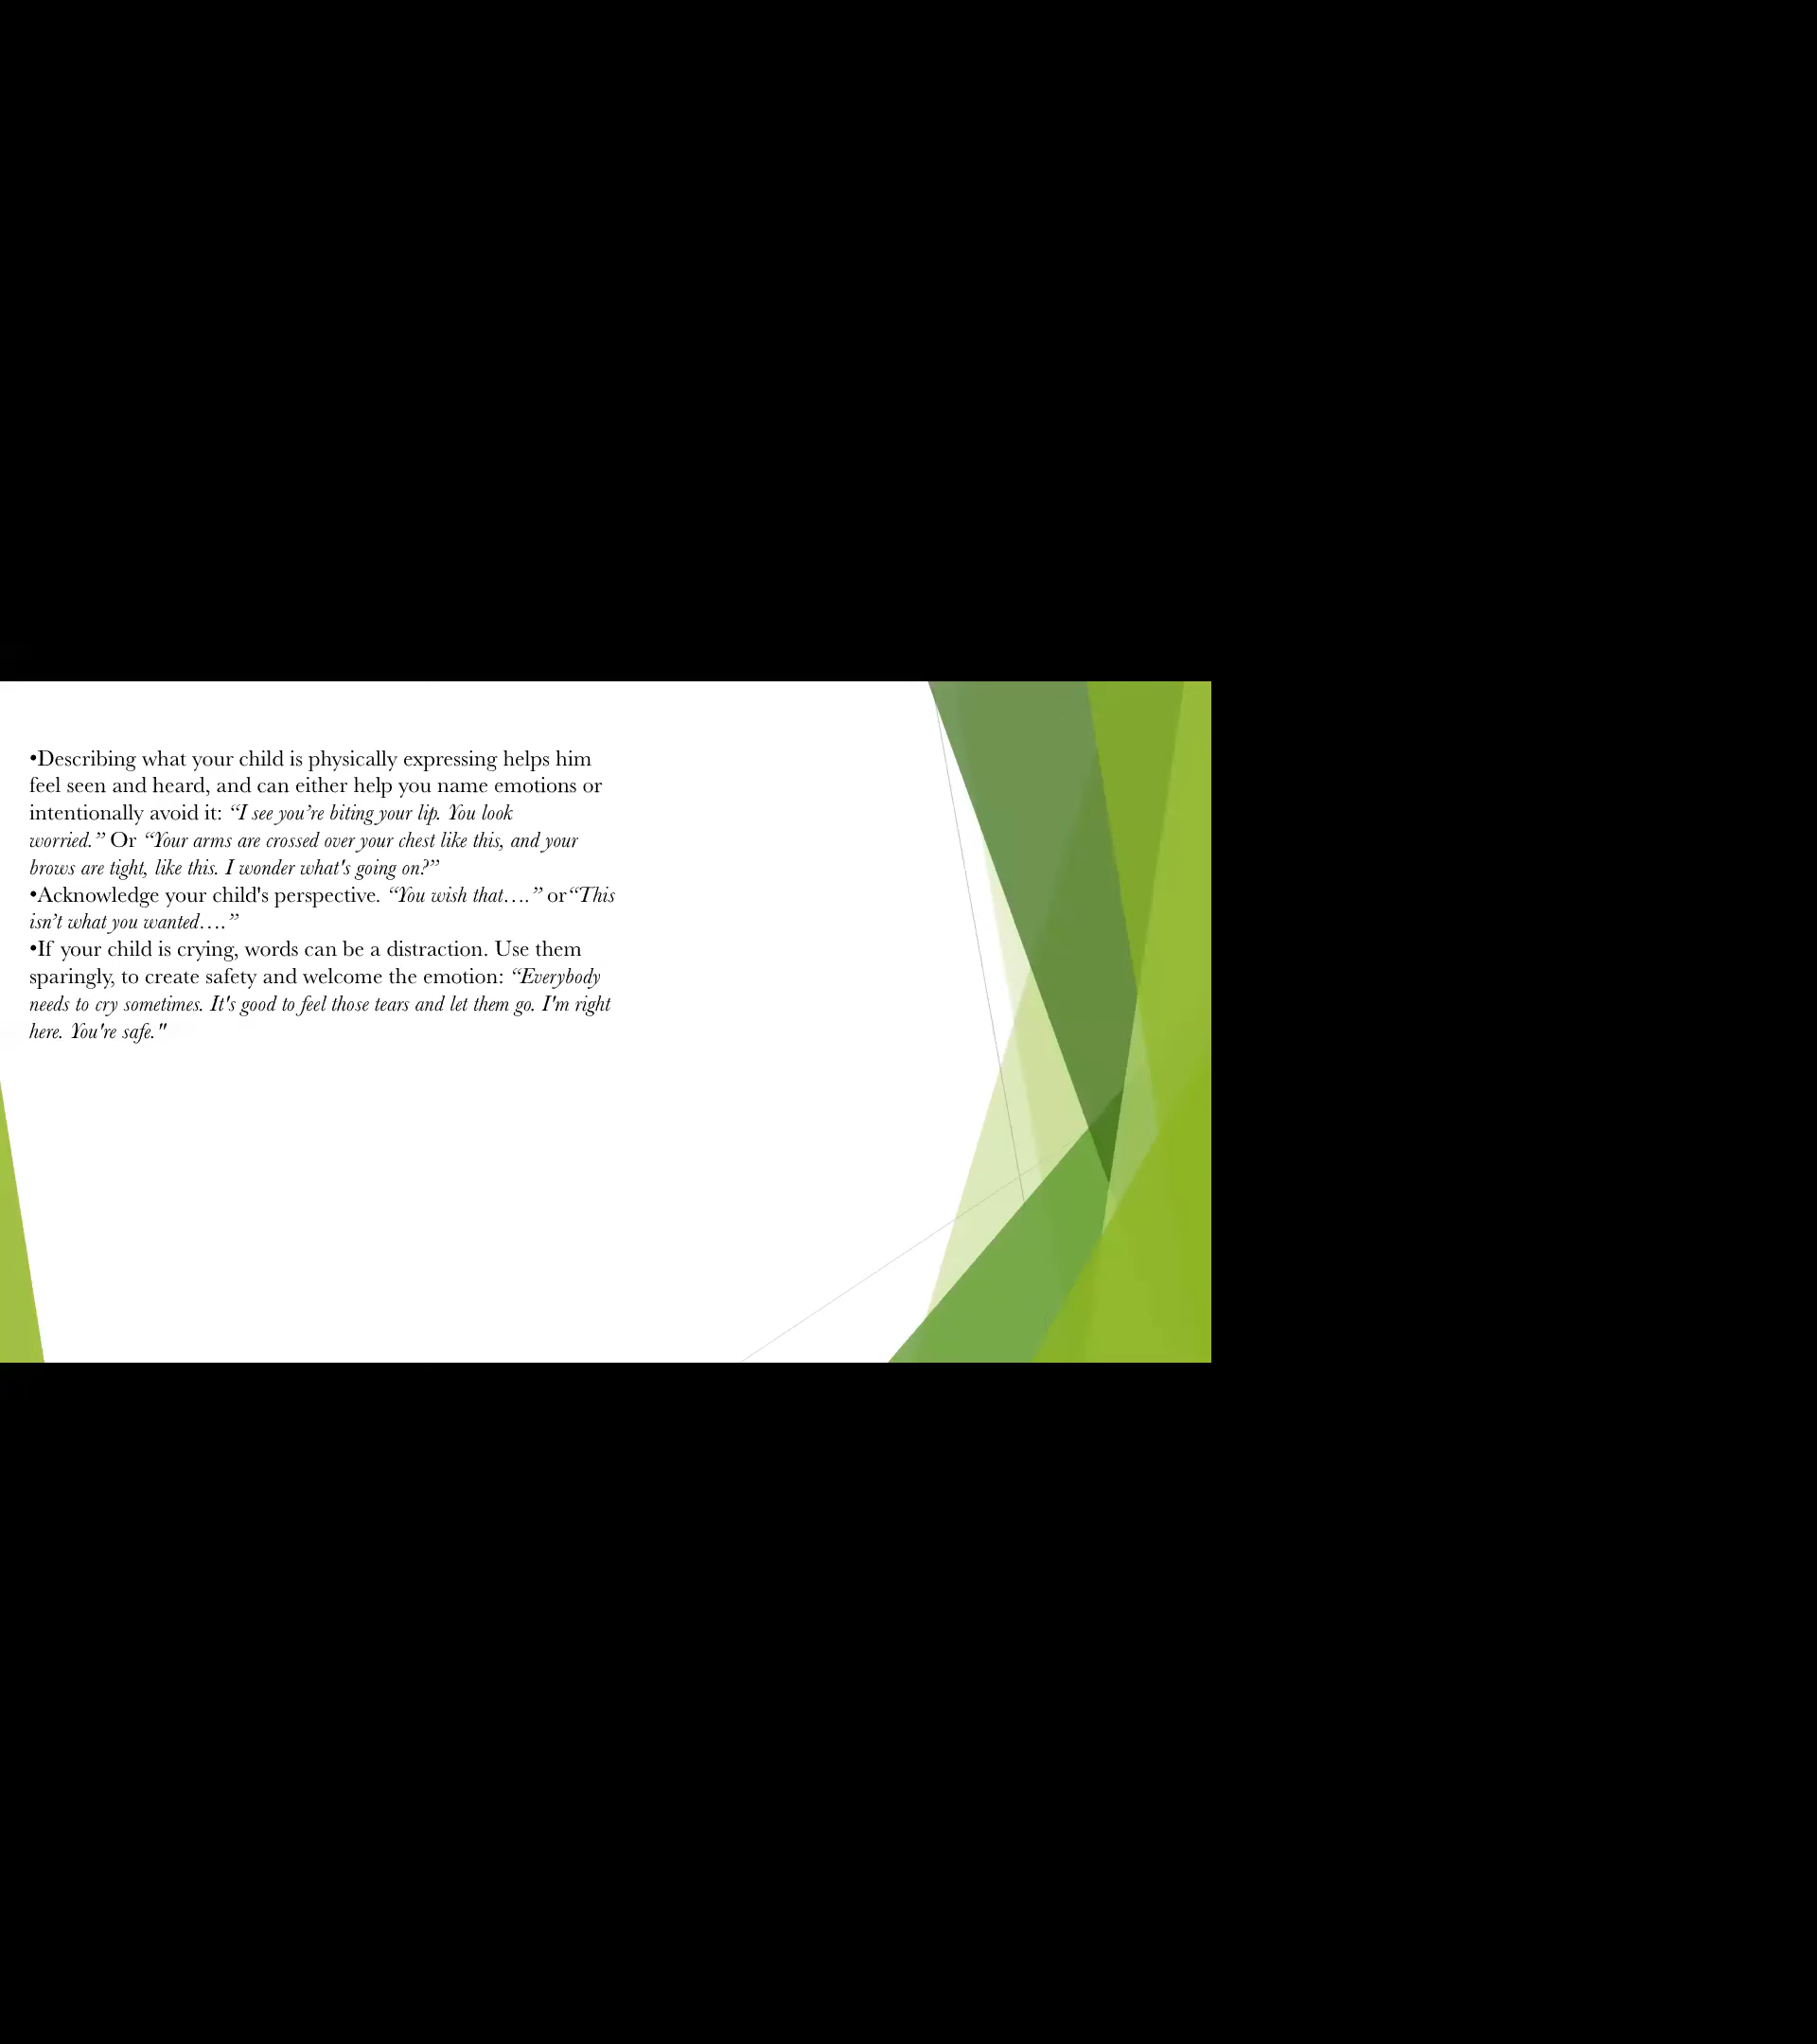 •Describing what your child is physically expressing helps him
feel seen and heard, and can either help you name emotions or
intentionally avoid it: “I see you’re biting your lip. You look
worried.” Or “Your arms are crossed over your chest like this, and your
brows are tight, like this. I wonder what's going on?”
•Acknowledge your child's perspective. “You wish that….” or“This
isn’t what you wanted….”
•If your child is crying, words can be a distraction. Use them
sparingly, to create safety and welcome the emotion: “Everybody
needs to cry sometimes. It's good to feel those tears and let them go. I'm right
here. You're safe."